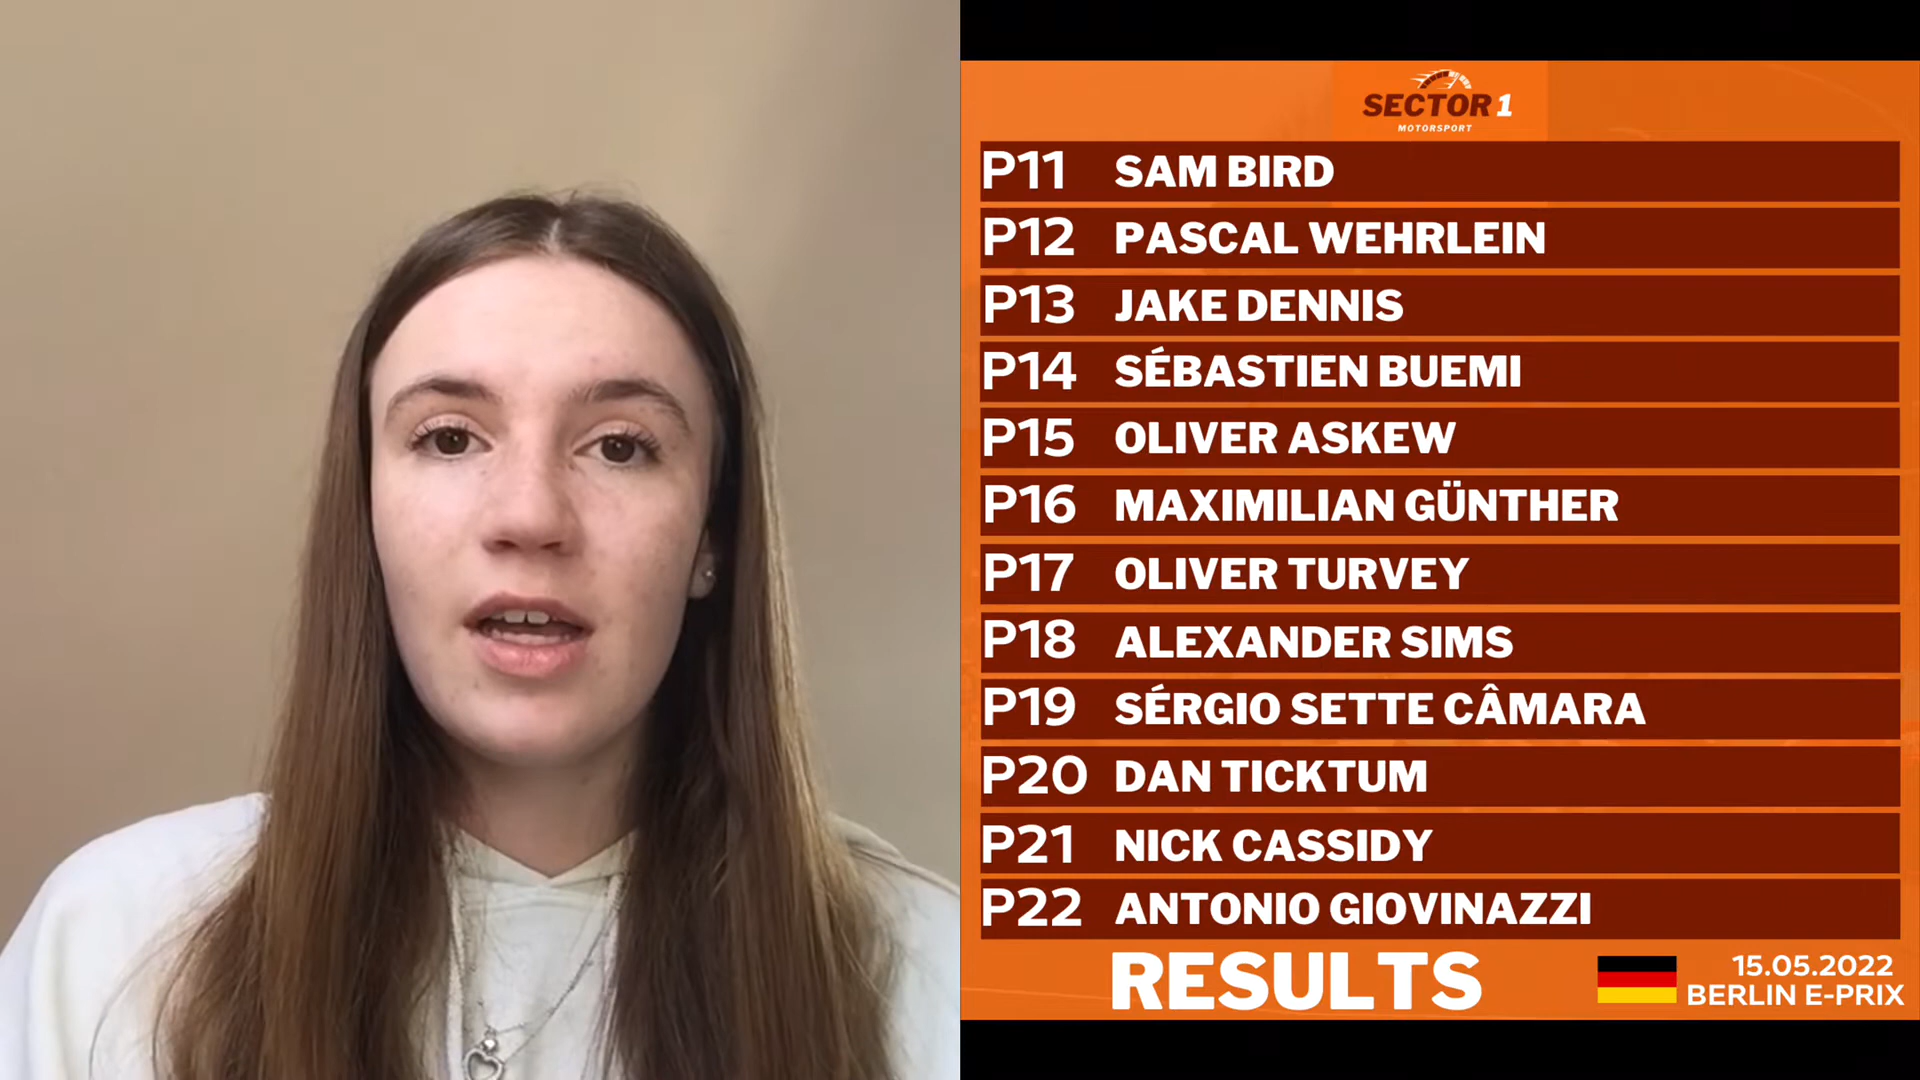 SECTOR 1
MOTORSPORT
P11 SAM BIRD
P12 PASCAL WEHRLEIN
P13 JAKE DENNIS
P14 SÉBASTIEN BUEMI
P15 OLIVER ASKEW
P16 MAXIMILIAN GÜNTHER
P17 OLIVER TURVEY
P18 ALEXANDER SIMS
P19 SÉRGIO SETTE CÂMARA
P20 DAN TICKTUM
P21 NICK CASSIDY
P22 ANTONIO GIOVINAZZI
RESULTS
15.05.2022
BERLIN E-PRIX